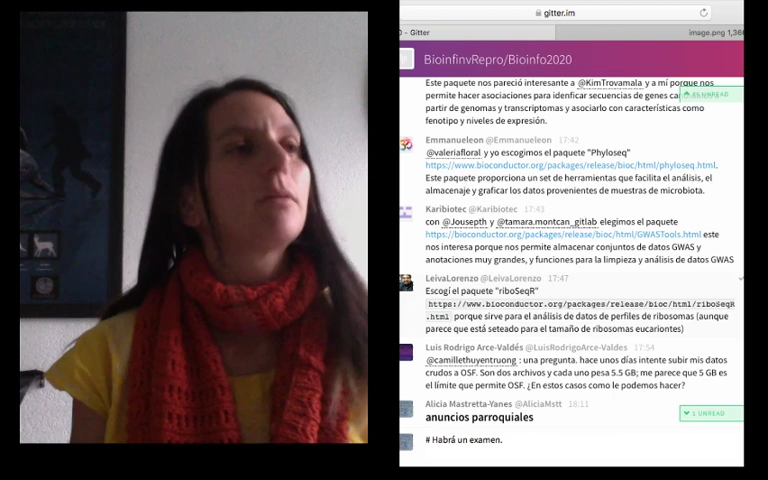 gitter.im
0 - Gitter
image.png 1,36
BioinfinvRepro/Bioinfo2020
Este paquete nos pareció interesante a @KimTrovamala y a mí porque nos
permite hacer asociaciones para idenficar secuencias de genes
partir de genomas y transcriptomas y asociarlo con características como
fenotipo y niveles de expresión.
UNREAD
Emmanueleon @Emmanueleon 17:42
@valeriafloral y yo escogimos el paquete "Phyloseq"
https://www.bioconductor.org/packages/release/bioc/html/phyloseq.html.
Este paquete proporciona un set de herramientas que facilita el análisis, el
almacenaje y graficar los datos provenientes de muestras de microbiota.
Karibiotec @Karibiotec 17:43
con @Jousepth y @tamara.montcan_gitlab elegimos el paquete
https://bioconductor.org/packages/release/bioc/html/GWASTools.html este
nos interesa porque nos permite almacenar conjuntos de datos GWAS y
anotaciones muy grandes, y funciones para la limpieza y análisis de datos GWAS
LeivaLorenzo @LeivaLorenzo 17:47
Escogí el paquete "riboSeqR"
https://www.bioconductor.org/packages/release/bioc/html/riboSeqR
.html porque sirve para el análisis de datos de perfiles de ribosomas (aunque
parece que está seteado para el tamaño de ribosomas eucariontes)
Luis Rodrigo Arce-Valdés @LuisRodrigoArce-Valdes 17:54
@camillethuyentruong : una pregunta. hace unos días intente subir mis datos
crudos a OSF. Son dos archivos y cada uno pesa 5.5 GB; me parece que 5 GB es
el límite que permite OSF. ¿En estos casos como le podemos hacer?
Alicia Mastretta-Yanes @AliciaMstt 18:11
anuncios parroquiales
1 UNREAD
# Habrá un examen.